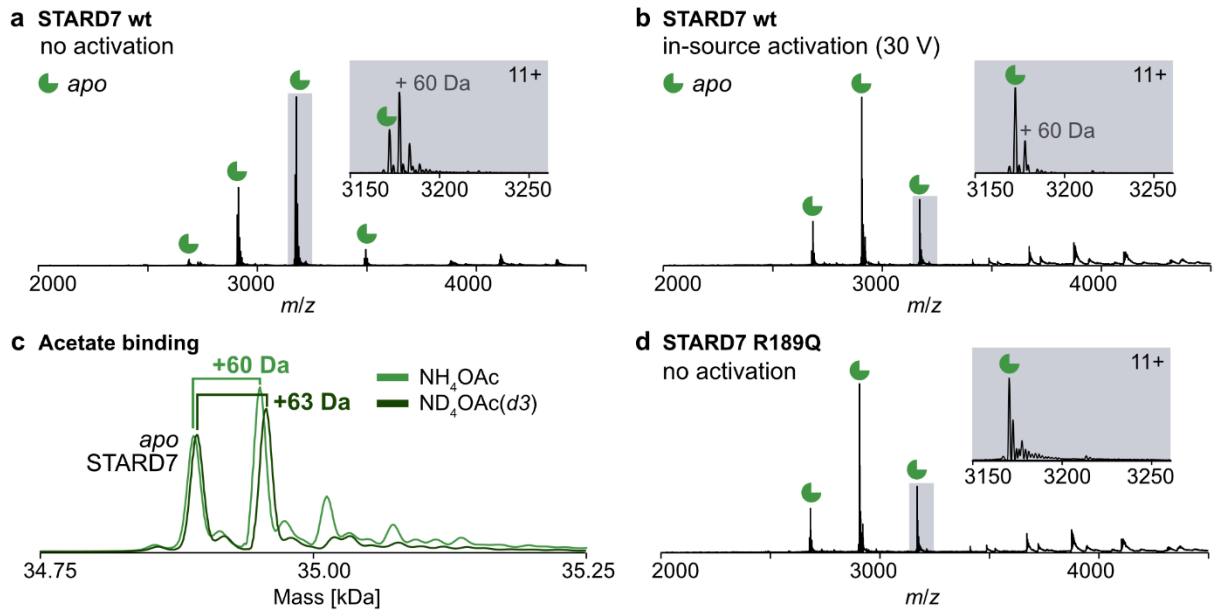 a STARD7 wt
no activation
apo
+ 60 Da
11+
3150 3200 3250
2000 3000 4000
m/z
b STARD7 wt
in-source activation (30 V)
apo
+ 60 Da
11+
3150 3200 3250
2000 3000 4000
m/z
c Acetate binding
+60 Da
+63 Da
NH₄OAc
ND₄OAc(d3)
apo
STARD7
34.75 35.00 35.25
Mass [kDa]
d STARD7 R189Q
no activation
11+
3150 3200 3250
2000 3000 4000
m/z